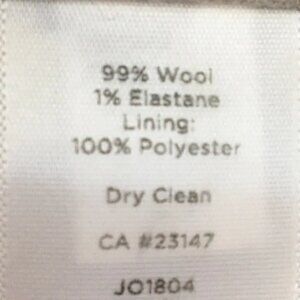 99% Wool
1% Elastane
Lining:
100% Polyester
Dry Clean
CA #23147
JO1804